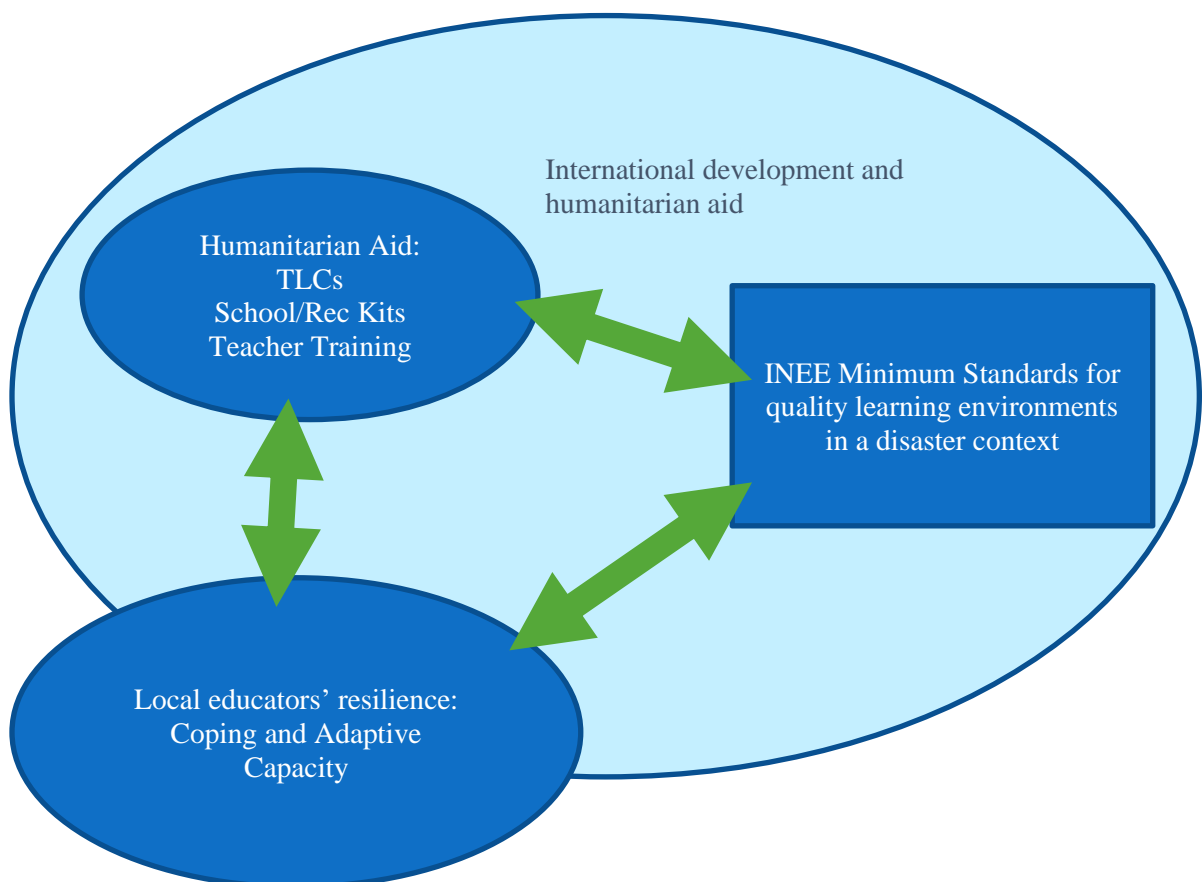 International development and
humanitarian aid
Humanitarian Aid:
TLCs
School/Rec Kits
Teacher Training
INEE Minimum Standards for
quality learning environments
in a disaster context
Local educators’ resilience:
Coping and Adaptive
Capacity